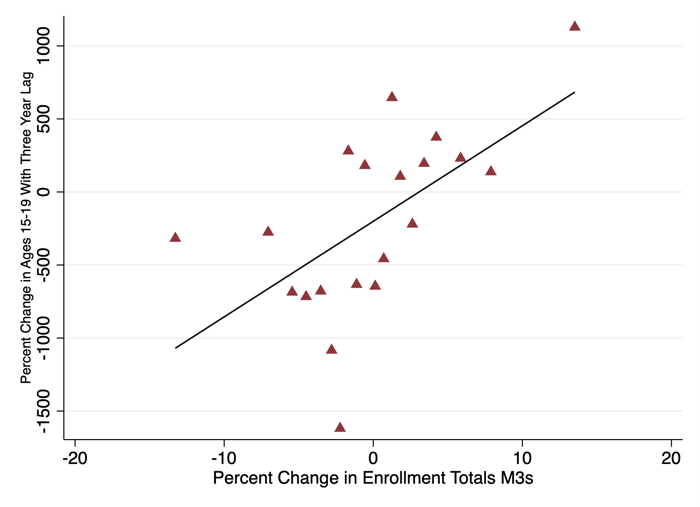 Percent Change in Ages 15-19 With Three Year Lag
1000
500
0
-500
-1000
-1500
-20 -10 0 10 20
Percent Change in Enrollment Totals M3s